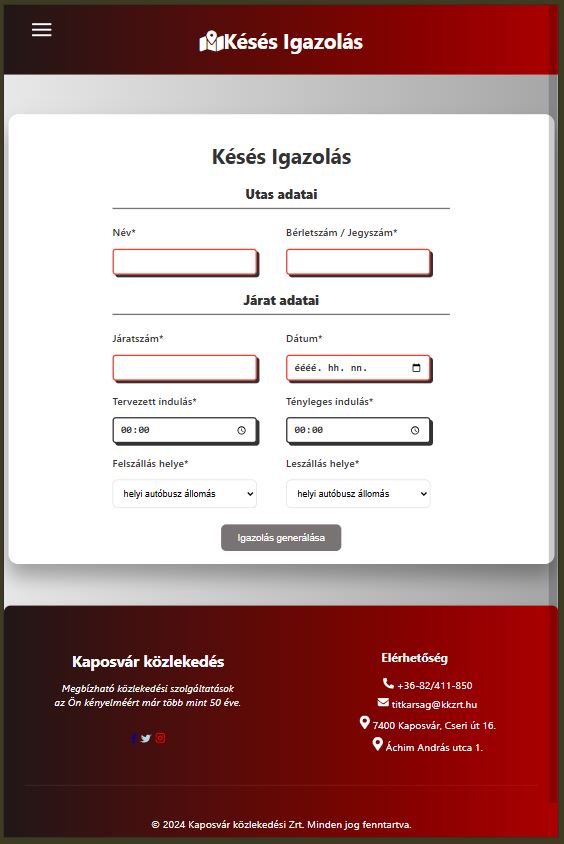 Késés Igazolás
Késés Igazolás
Utas adatai
Név*
Bérletszám / Jegyszám*
Járat adatai
Járatszám*
Dátum*
éééé. hh. nn.
Tervezett indulás*
Tényleges indulás*
00:00
00:00
Felszállás helye*
Leszállás helye*
helyi autóbusz állomás
helyi autóbusz állomás
Igazolás generálása
Kaposvár közlekedés
Megbízható közlekedési szolgáltatások
az Ön kényelméért már több mint 50 éve.
Elérhetőség
+36-82/411-850
titkarsag@kkzrt.hu
7400 Kaposvár, Cseri út 16.
Áchim András utca 1.
© 2024 Kaposvár közlekedési Zrt. Minden jog fenntartva.